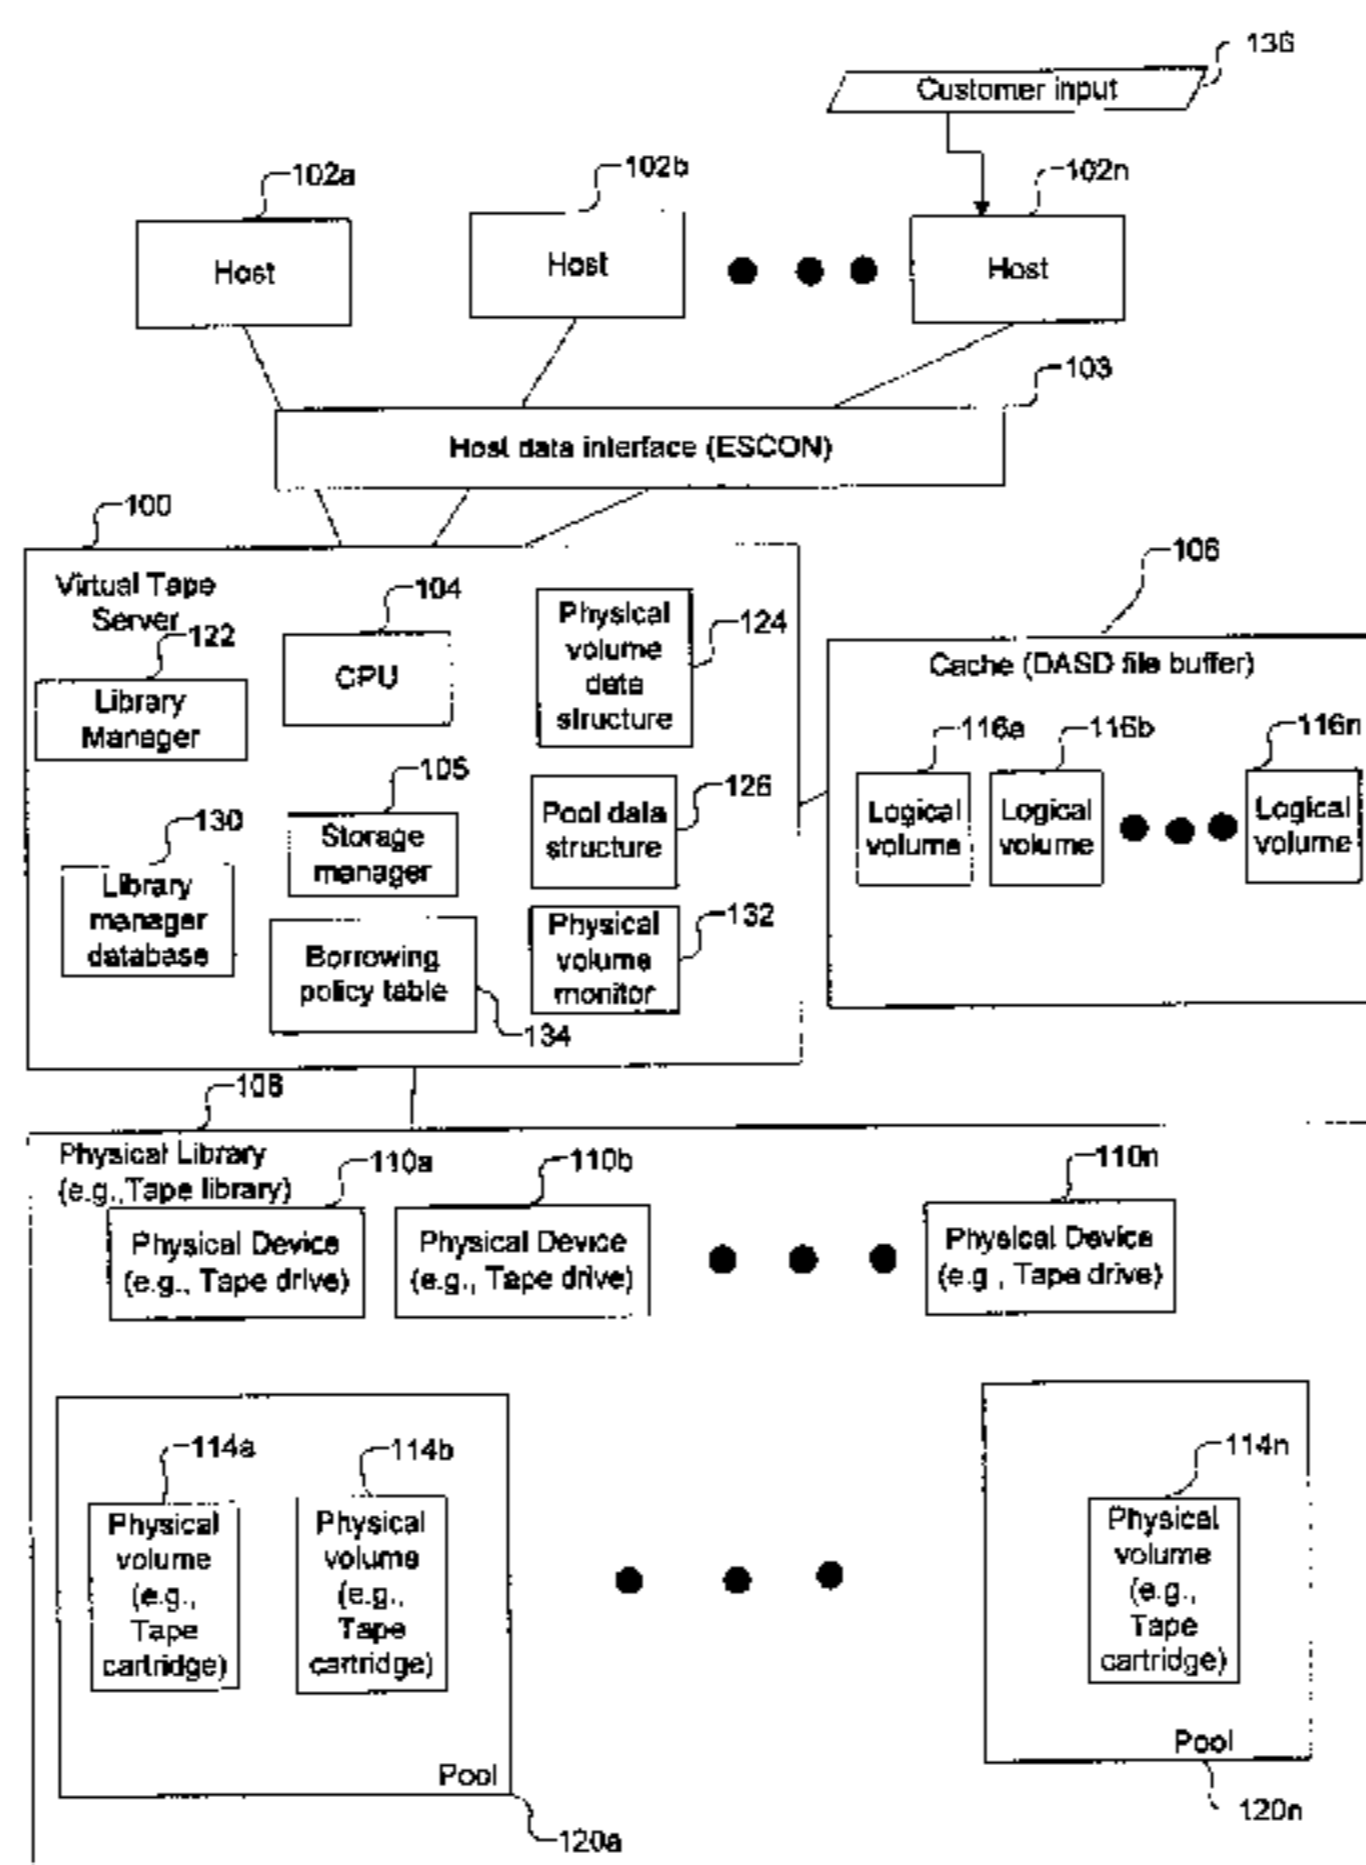 136
Customer input
102a
102b
102n
Host
Host
Host
103
Host data interface (ESCON)
100
Virtual Tape
Server
122
Library
Manager
104
CPU
Physical
volume
data
structure
124
106
Cache (DASD file buffer)
116a
116b
116n
Logical
volume
Logical
volume
Logical
volume
105
Storage
manager
Pool data
structure
126
130
Library
manager
database
Borrowing
policy table
134
Physical
volume
monitor
132
108
Physical Library
(e.g., Tape library)
110a
110b
110n
Physical Device
(e.g., Tape drive)
Physical Device
(e.g., Tape drive)
Physical Device
(e.g., Tape drive)
114a
114b
114n
Physical
volume
(e.g.,
Tape
cartridge)
Physical
volume
(e.g.,
Tape
cartridge)
Physical
volume
(e.g.,
Tape
cartridge)
Pool
120a
Pool
120n